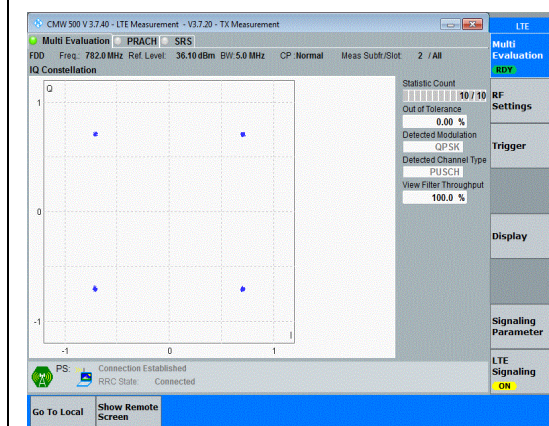 CMW 500 V 3.7.40 - LTE Measurement - V3.7.20 - TX Measurement
LTE
Multi Evaluation PRACH SRS
Multi
Evaluation
RDY
FDD Freq.: 782.0 MHz Ref. Level: 36.10 dBm BW: 5.0 MHz CP : Normal Meas Subfr./Slot: 2 / All
IQ Constellation
Q
1
0
-1
I
-1 0 1
Statistic Count
10 / 10
Out of Tolerance
0.00 %
Detected Modulation
QPSK
Detected Channel Type
PUSCH
View Filter Throughput
100.0 %
RF
Settings
Trigger
Display
Signaling
Parameter
LTE
Signaling
ON
PS: Connection Established
RRC State: Connected
Go To Local
Show Remote
Screen